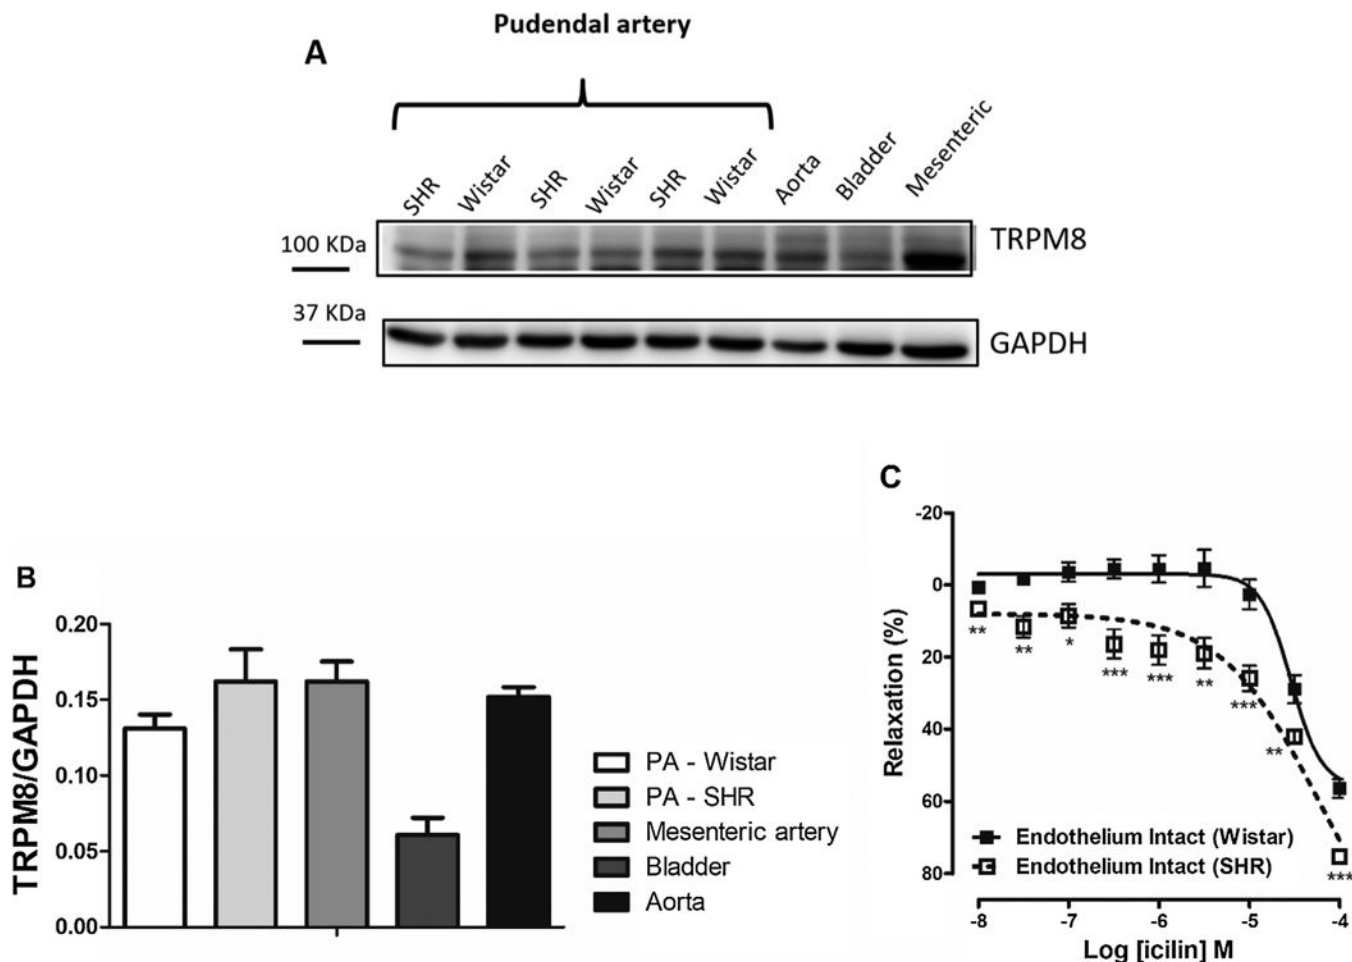 Pudendal artery
A
SHR Wistar SHR Wistar SHR Wistar Aorta Bladder Mesenteric
100 KDa
TRPM8
37 KDa
GAPDH
B
TRPM8/GAPDH
0.20
0.15
0.10
0.05
0.00
PA - Wistar
PA - SHR
Mesenteric artery
Bladder
Aorta
C
Relaxation (%)
-20
0
20
40
60
80
** ** * *** *** ** *** ** ***
Endothelium Intact (Wistar)
Endothelium Intact (SHR)
-8 -7 -6 -5 -4
Log [icilin] M